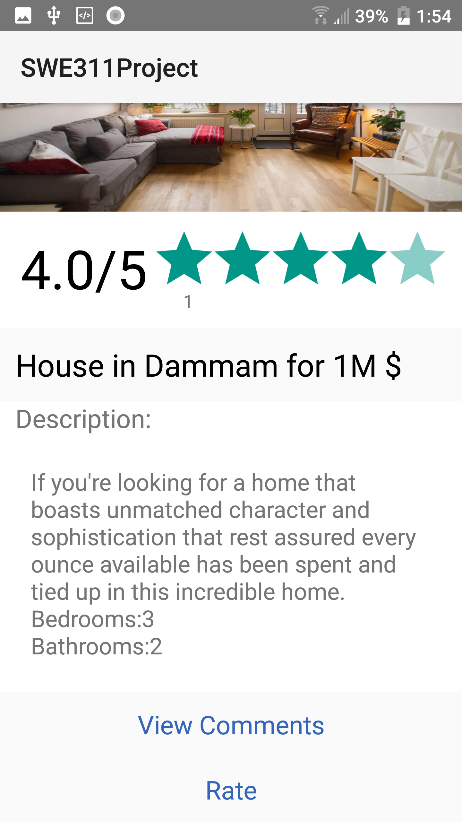 39% 1:54
SWE311Project
4.0/5
1
House in Dammam for 1M $
Description:
If you're looking for a home that
boasts unmatched character and
sophistication that rest assured every
ounce available has been spent and
tied up in this incredible home.
Bedrooms:3
Bathrooms:2
View Comments
Rate